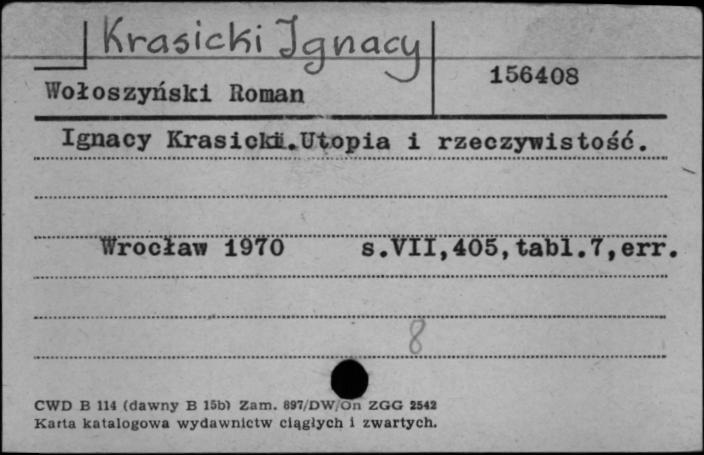 Krasicki Ignacy
156408
Wołoszyński Roman
Ignacy Krasicki.Utopia i rzeczywistość.
Wrocław 1970 s.VII,405,tabl.7,err.
8
CWD B 114 (dawny B 15b) Zam. 897/DW/On ZGG 2542
Karta katalogowa wydawnictw ciągłych i zwartych.